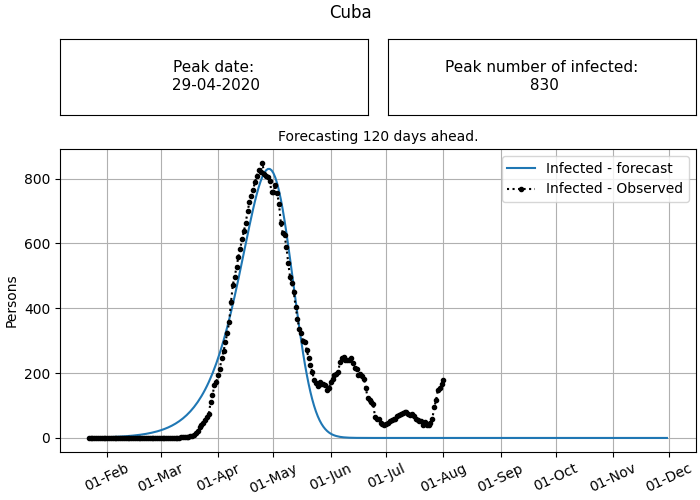 Cuba
Peak date:
29-04-2020
Peak number of infected:
830
Forecasting 120 days ahead.
Infected - forecast
Infected - Observed
Persons
800
600
400
200
0
01-Feb
01-Mar
01-Apr
01-May
01-Jun
01-Jul
01-Aug
01-Sep
01-Oct
01-Nov
01-Dec